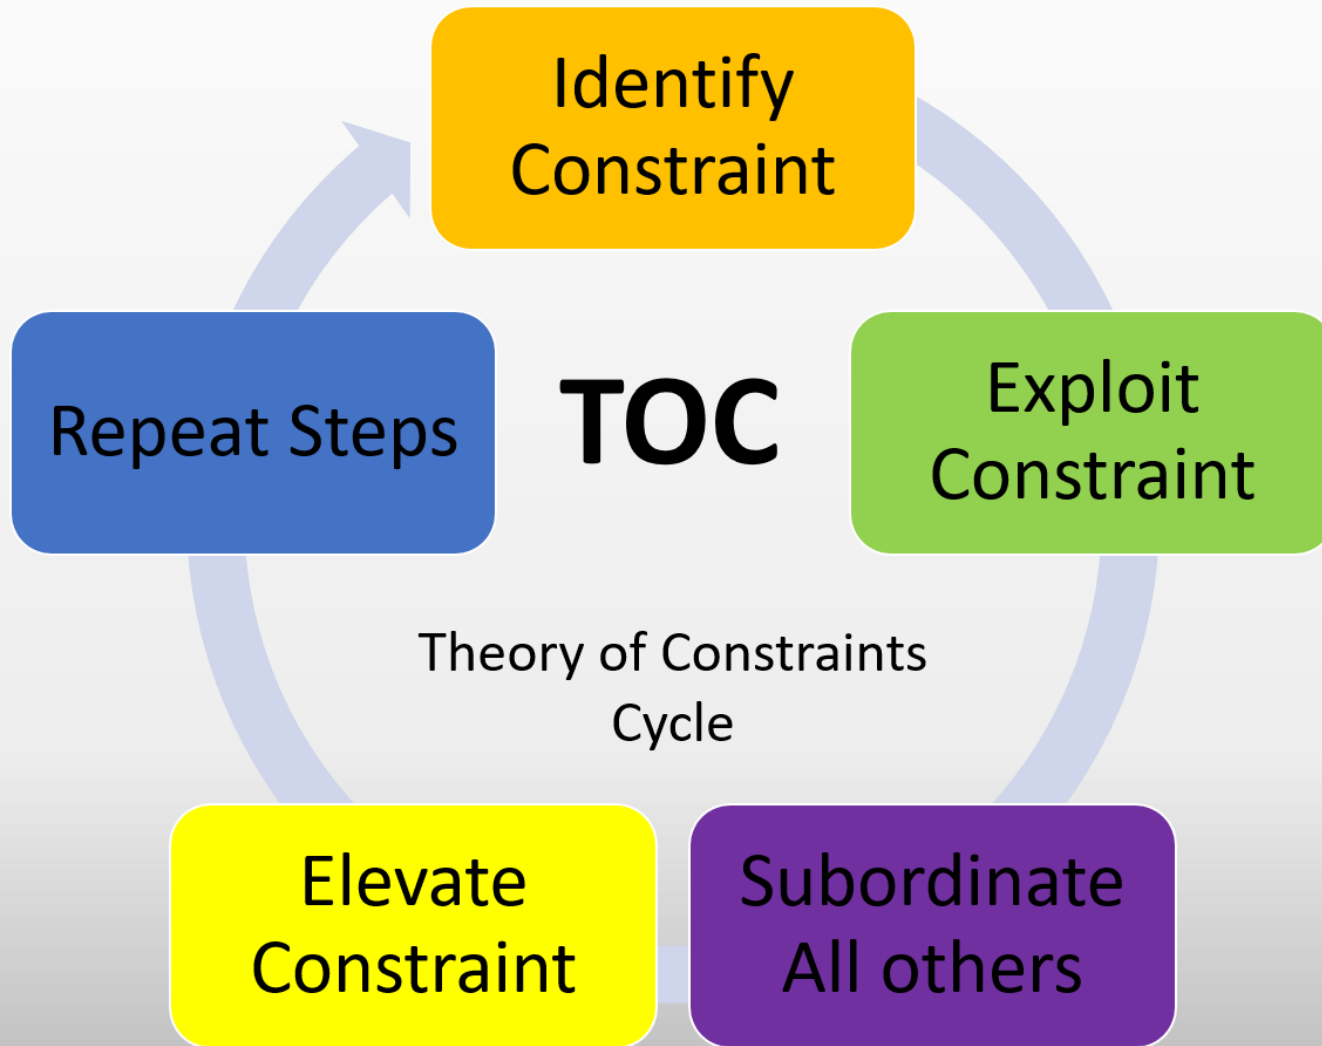 Identify
Constraint
Exploit
Constraint
Subordinate
All others
Elevate
Constraint
Repeat Steps
TOC
Theory of Constraints
Cycle